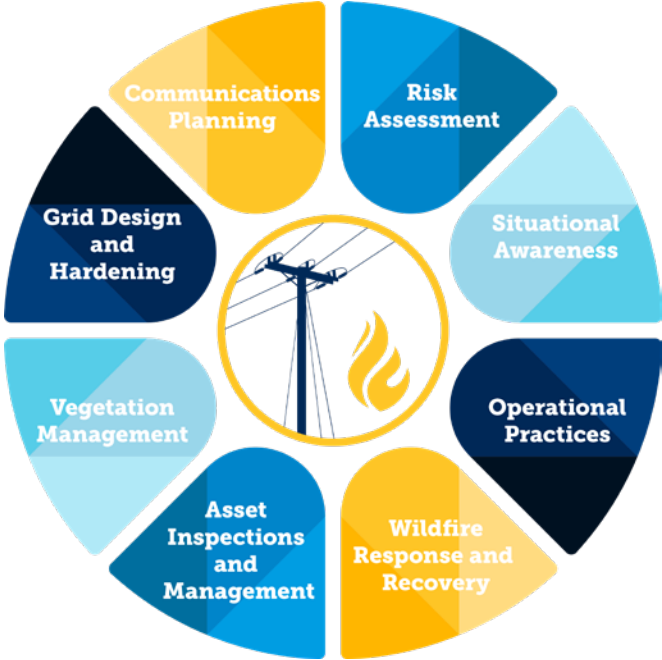 Communications
Planning
Risk
Assessment
Situational
Awareness
Operational
Practices
Wildfire
Response and
Recovery
Asset
Inspections
and
Management
Vegetation
Management
Grid Design
and
Hardening